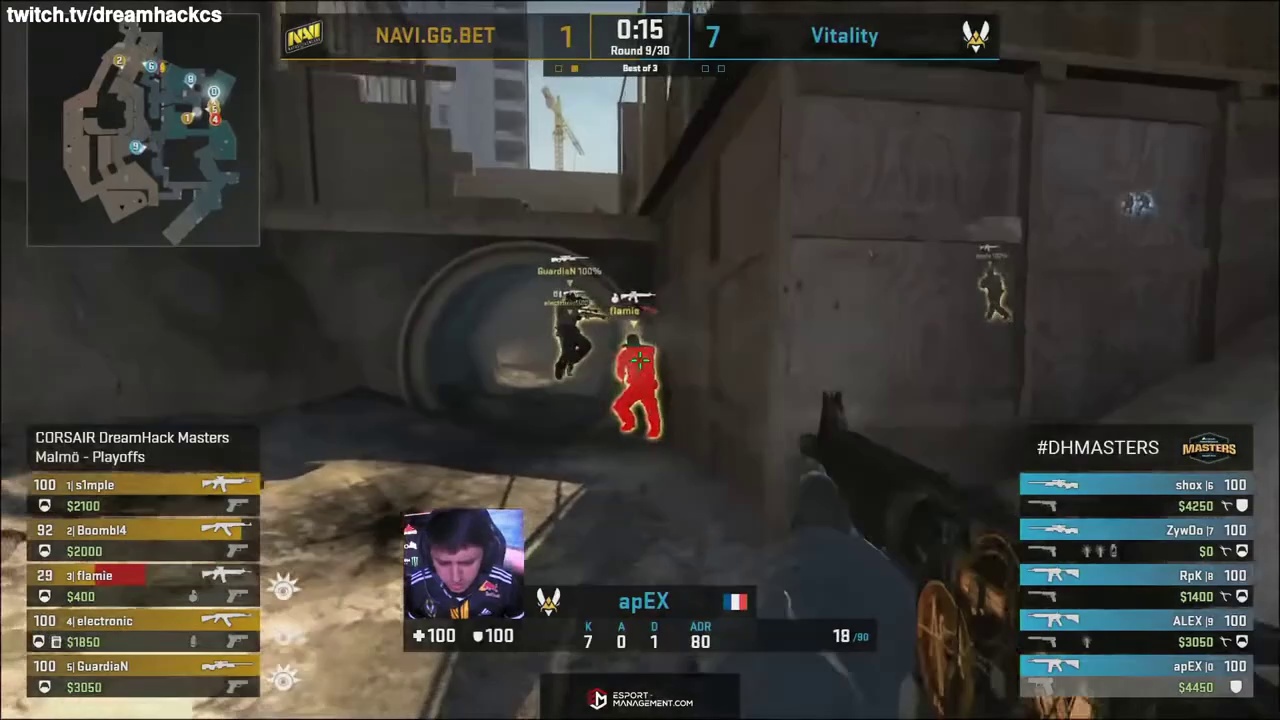 twitch.tv/dreamhackcs
NAVI
NAVI.GG.BET 1 0:15 7 Vitality
Round 9/30
Best of 3
GuardiaN 100%
flamie
CORSAIR DreamHack Masters
Malmö - Playoffs
#DHMASTERS
MASTERS
100 1| s1mple
$2100
92 2| Boombl4
$2000
29 3| flamie
$400
100 4| electronic
$1850
100 5| GuardiaN
$3050
shox |6 100
$4250
ZywOo |7 100
$0
RpK |8 100
$1400
ALEX |9 100
$3050
apEX |0 100
$4450
apEX
K A D ADR
100 100 7 0 1 80 18 /90
ESPORT-
MANAGEMENT.COM